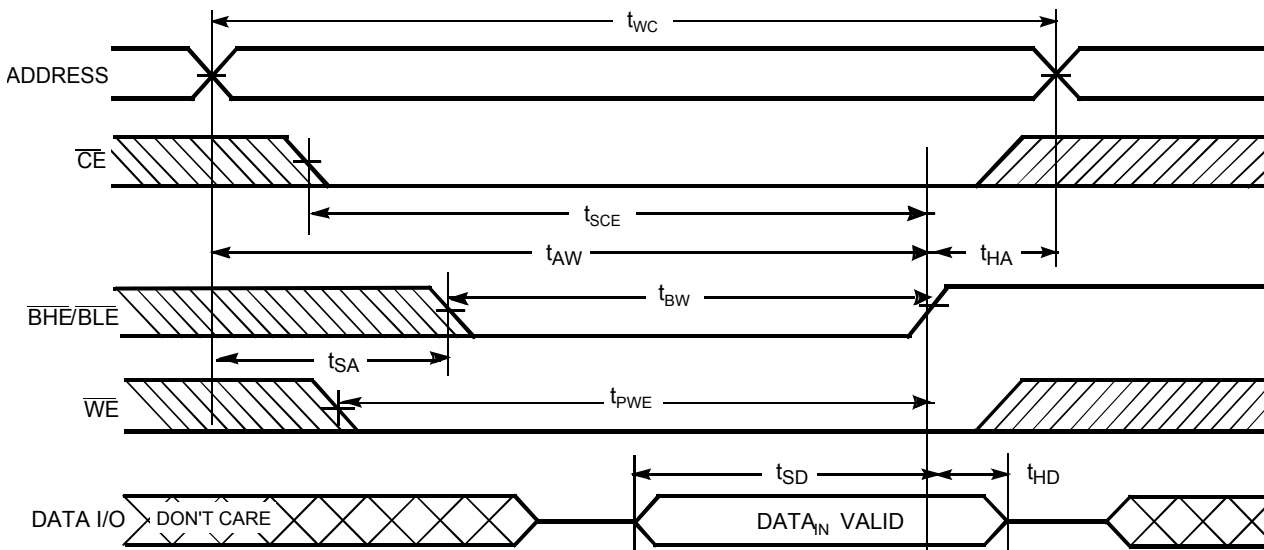 tWC
ADDRESS
CE
tSCE
tAW
tHA
tBW
BHE/BLE
tSA
tPWE
WE
tSD
tHD
DATA I/O
DON'T CARE
DATAIN VALID